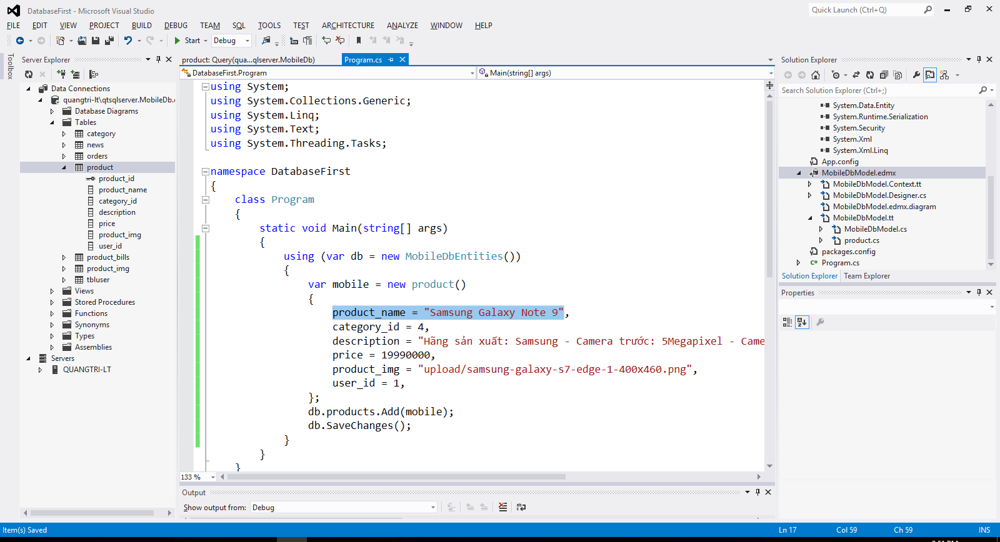 DatabaseFirst - Microsoft Visual Studio
Quick Launch (Ctrl+Q)
FILE EDIT VIEW PROJECT BUILD DEBUG TEAM SQL TOOLS TEST ARCHITECTURE ANALYZE WINDOW HELP
Start Debug
Toolbox
Server Explorer
Data Connections
quangtri-lt\qtsqlserver.MobileDb.
Database Diagrams
Tables
category
news
orders
product
product_id
product_name
category_id
description
price
product_img
user_id
product_bills
product_img
tbluser
Views
Stored Procedures
Functions
Synonyms
Types
Assemblies
Servers
QUANGTRI-LT
product: Query(qua...qlserver.MobileDb)
Program.cs
DatabaseFirst.Program
Main(string[] args)
using System;
using System.Collections.Generic;
using System.Linq;
using System.Text;
using System.Threading.Tasks;
namespace DatabaseFirst
{
class Program
{
static void Main(string[] args)
{
using (var db = new MobileDbEntities())
{
var mobile = new product()
{
product_name = "Samsung Galaxy Note 9",
category_id = 4,
description = "Hãng sản xuất: Samsung - Camera trước: 5Megapixel - Came
price = 19990000,
product_img = "upload/samsung-galaxy-s7-edge-1-400x460.png",
user_id = 1,
};
db.products.Add(mobile);
db.SaveChanges();
}
}
}
133 %
Output
Show output from: Debug
Solution Explorer
Search Solution Explorer (Ctrl+;)
System.Data.Entity
System.Runtime.Serialization
System.Security
System.Xml
System.Xml.Linq
App.config
MobileDbModel.edmx
MobileDbModel.Context.tt
MobileDbModel.Designer.cs
MobileDbModel.edmx.diagram
MobileDbModel.tt
MobileDbModel.cs
product.cs
packages.config
Program.cs
Solution Explorer Team Explorer
Properties
Item(s) Saved
Ln 17 Col 59 Ch 59 INS